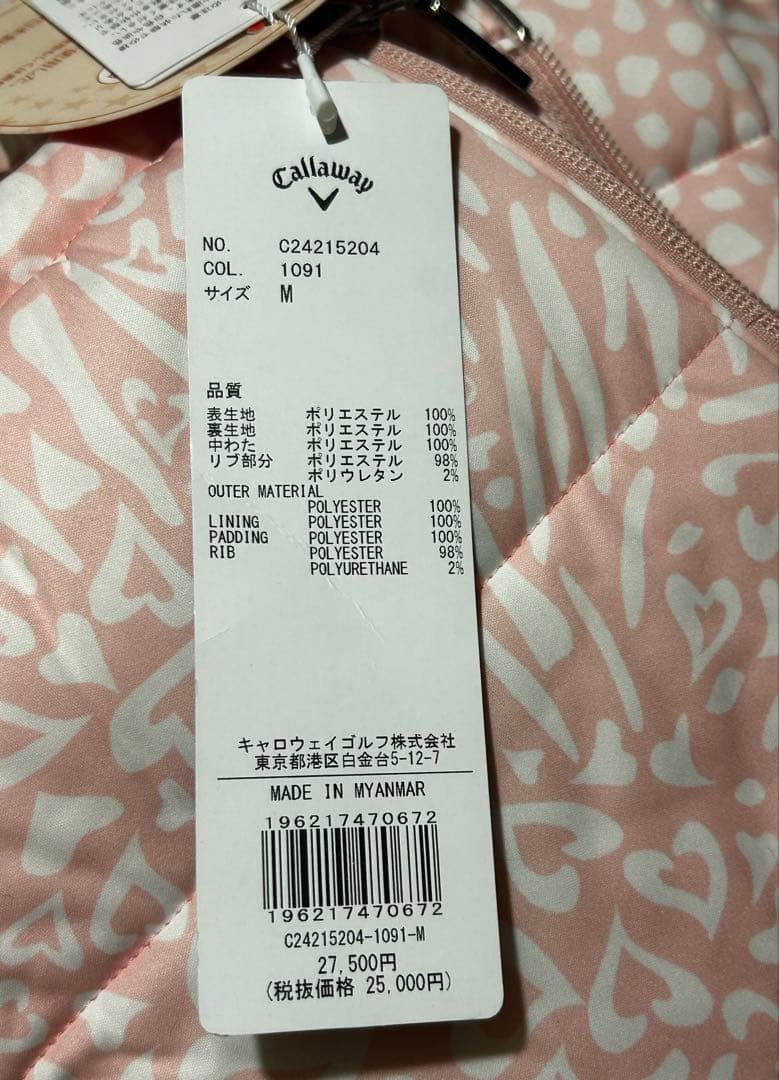 Callaway
NO. C24215204
COL. 1091
サイズ M
品質
表生地 ポリエステル 100%
裏生地 ポリエステル 100%
中わた ポリエステル 100%
リブ部分 ポリエステル 98%
ポリウレタン 2%
OUTER MATERIAL
POLYESTER 100%
LINING POLYESTER 100%
PADDING POLYESTER 100%
RIB POLYESTER 98%
POLYURETHANE 2%
キャロウェイゴルフ株式会社
東京都港区白金台5-12-7
MADE IN MYANMAR
196217470672
196217470672
C24215204-1091-M
27,500円
(税抜価格 25,000円)